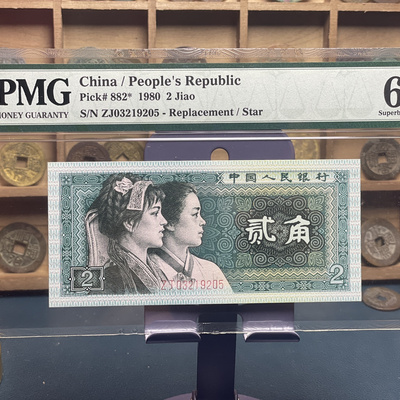 PMG
MONEY GUARANTY
China / People's Republic
Pick# 882* 1980 2 Jiao
S/N ZJ03219205 - Replacement / Star
6
Superb
中国人民银行
贰角
2
2
ZJ03219205